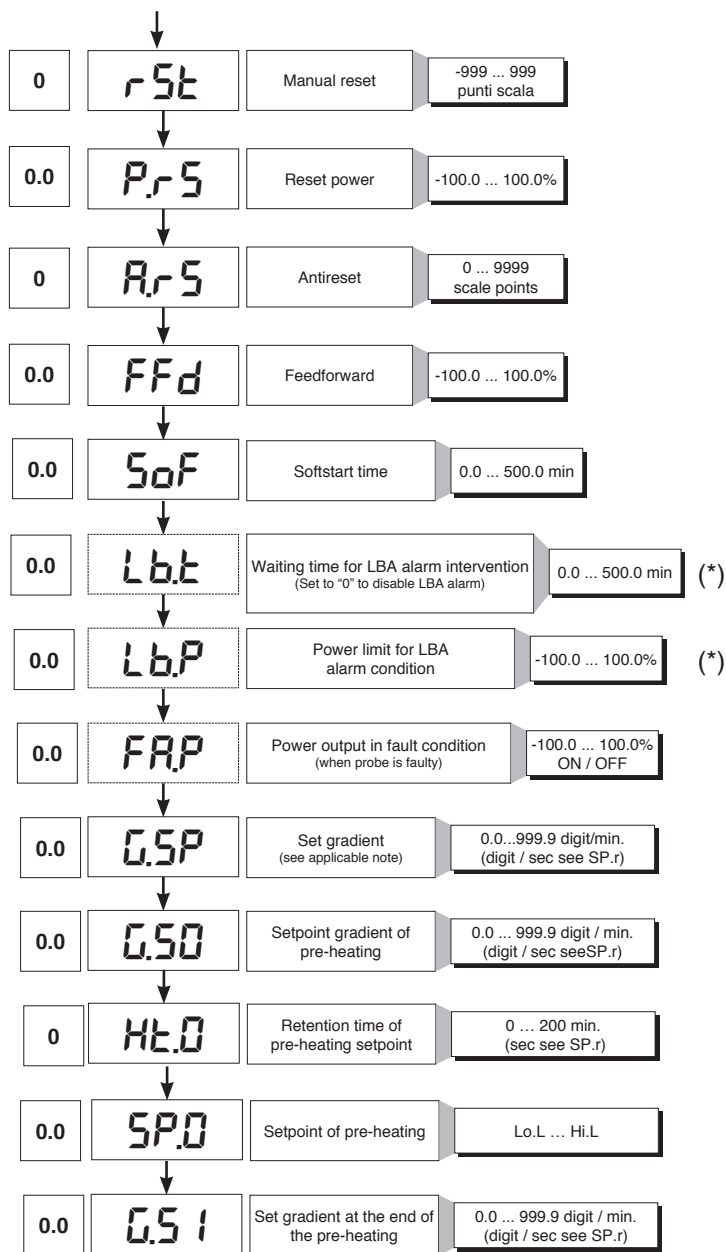 0
rSt
Manual reset
-999 ... 999
punti scala
0.0
P.rS
Reset power
-100.0 ... 100.0%
0
A.rS
Antireset
0 ... 9999
scale points
0.0
FFd
Feedforward
-100.0 ... 100.0%
0.0
SoF
Softstart time
0.0 ... 500.0 min
0.0
Lb.t
Waiting time for LBA alarm intervention
(Set to “0” to disable LBA alarm)
0.0 ... 500.0 min
(*)
0.0
Lb.P
Power limit for LBA
alarm condition
-100.0 ... 100.0%
(*)
0.0
FA.P
Power output in fault condition
(when probe is faulty)
-100.0 ... 100.0%
ON / OFF
0.0
G.SP
Set gradient
(see applicable note)
0.0...999.9 digit/min.
(digit / sec see SP.r)
0.0
G.S0
Setpoint gradient of
pre-heating
0.0 ... 999.9 digit / min.
(digit / sec seeSP.r)
0
Ht.0
Retention time of
pre-heating setpoint
0 … 200 min.
(sec see SP.r)
0.0
SP.0
Setpoint of pre-heating
Lo.L … Hi.L
0.0
G.S1
Set gradient at the end of
the pre-heating
0.0 ... 999.9 digit / min.
(digit / sec see SP.r)